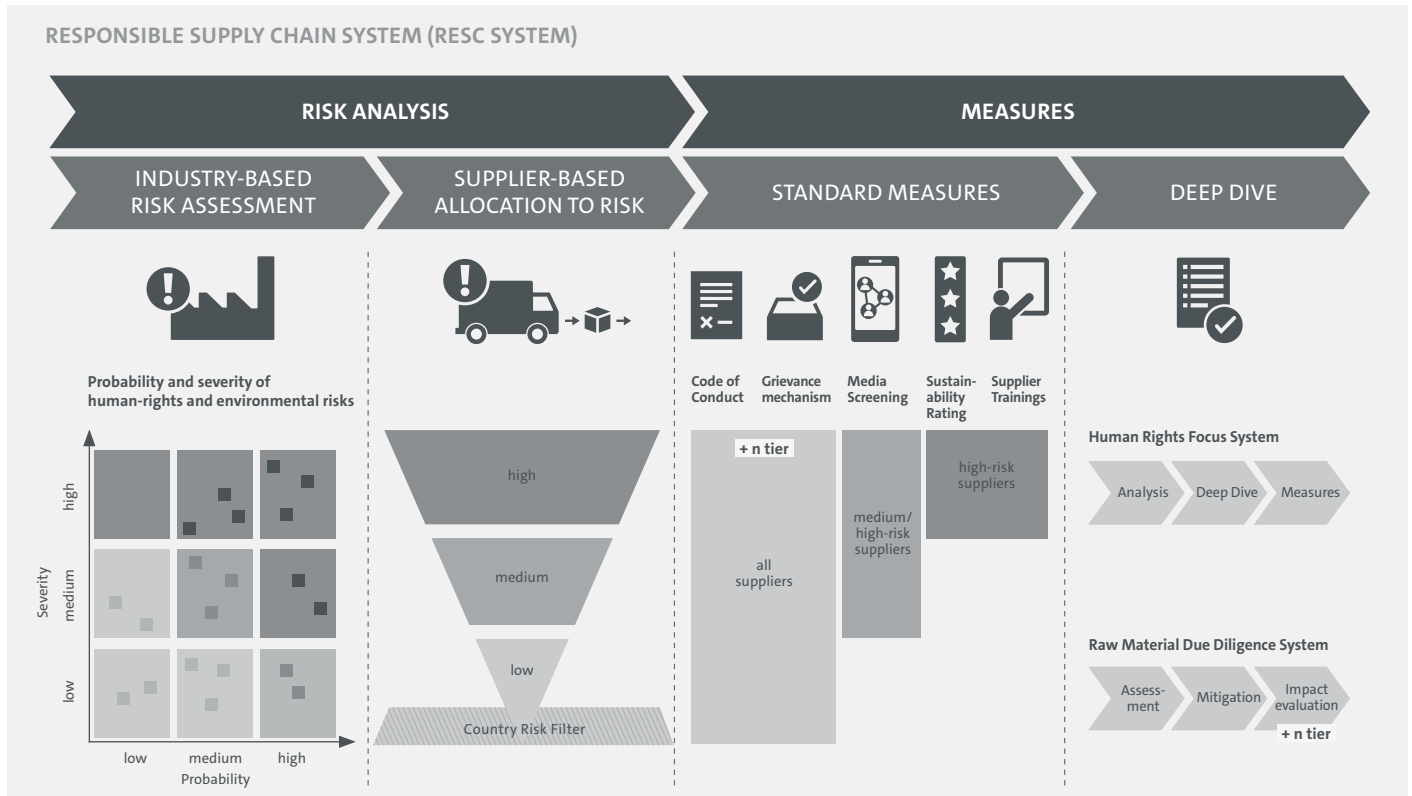 RESPONSIBLE SUPPLY CHAIN SYSTEM (RESC SYSTEM)
RISK ANALYSIS
MEASURES
INDUSTRY-BASED
RISK ASSESSMENT
SUPPLIER-BASED
ALLOCATION TO RISK
STANDARD MEASURES
DEEP DIVE
Probability and severity of
human-rights and environmental risks
Severity
high
medium
low
low
medium
high
Probability
high
medium
low
Country Risk Filter
Code of
Conduct
Grievance
mechanism
Media
Screening
Sustain-
ability
Rating
Supplier
Trainings
+ n tier
all
suppliers
medium/
high-risk
suppliers
high-risk
suppliers
Human Rights Focus System
Analysis
Deep Dive
Measures
Raw Material Due Diligence System
Assess-
ment
Mitigation
Impact
evaluation
+ n tier